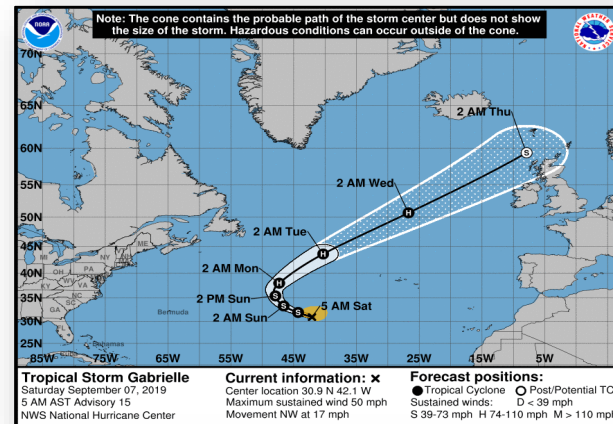 Note: The cone contains the probable path of the storm center but does not show
the size of the storm. Hazardous conditions can occur outside of the cone.
NOAA
65N
60N
55N
50N
45N
40N
35N
30N
25N
2 AM Thu
2 AM Wed
2 AM Tue
2 AM Mon
2 PM Sun
2 AM Sun
5 AM Sat
S
H
H
H
S
S
S
MI
NY
ME
OH
PA
KY
WV
VA
NC
SC
GA
Bermuda
Bahamas
85W 75W 65W 55W 45W 35W 25W 15W 5W
Tropical Storm Gabrielle
Saturday September 07, 2019
5 AM AST Advisory 15
NWS National Hurricane Center
Current information: ×
Center location 30.9 N 42.1 W
Maximum sustained wind 50 mph
Movement NW at 17 mph
Forecast positions:
● Tropical Cyclone ○ Post/Potential TC
Sustained winds: D < 39 mph
S 39-73 mph H 74-110 mph M > 110 mph